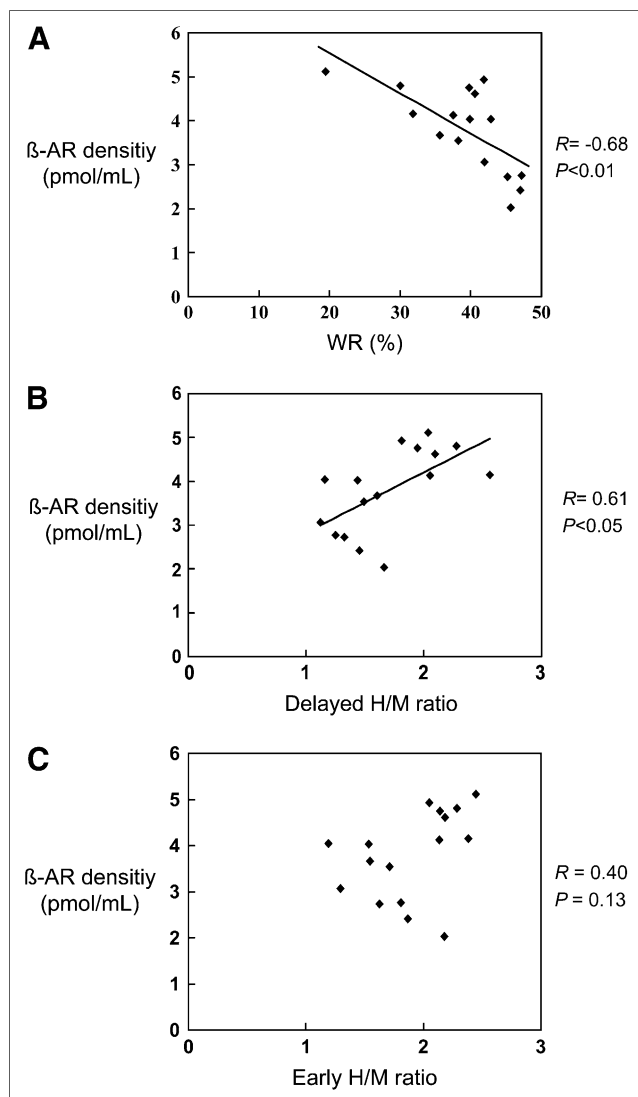 A
6
5
4
3
2
1
0
ß-AR densitiy
(pmol/mL)
R= -0.68
P<0.01
0 10 20 30 40 50
WR (%)
B
6
5
4
3
2
1
0
ß-AR densitiy
(pmol/mL)
R= 0.61
P<0.05
1 2 3
Delayed H/M ratio
C
6
5
4
3
2
1
0
ß-AR densitiy
(pmol/mL)
R = 0.40
P = 0.13
0 1 2 3
Early H/M ratio